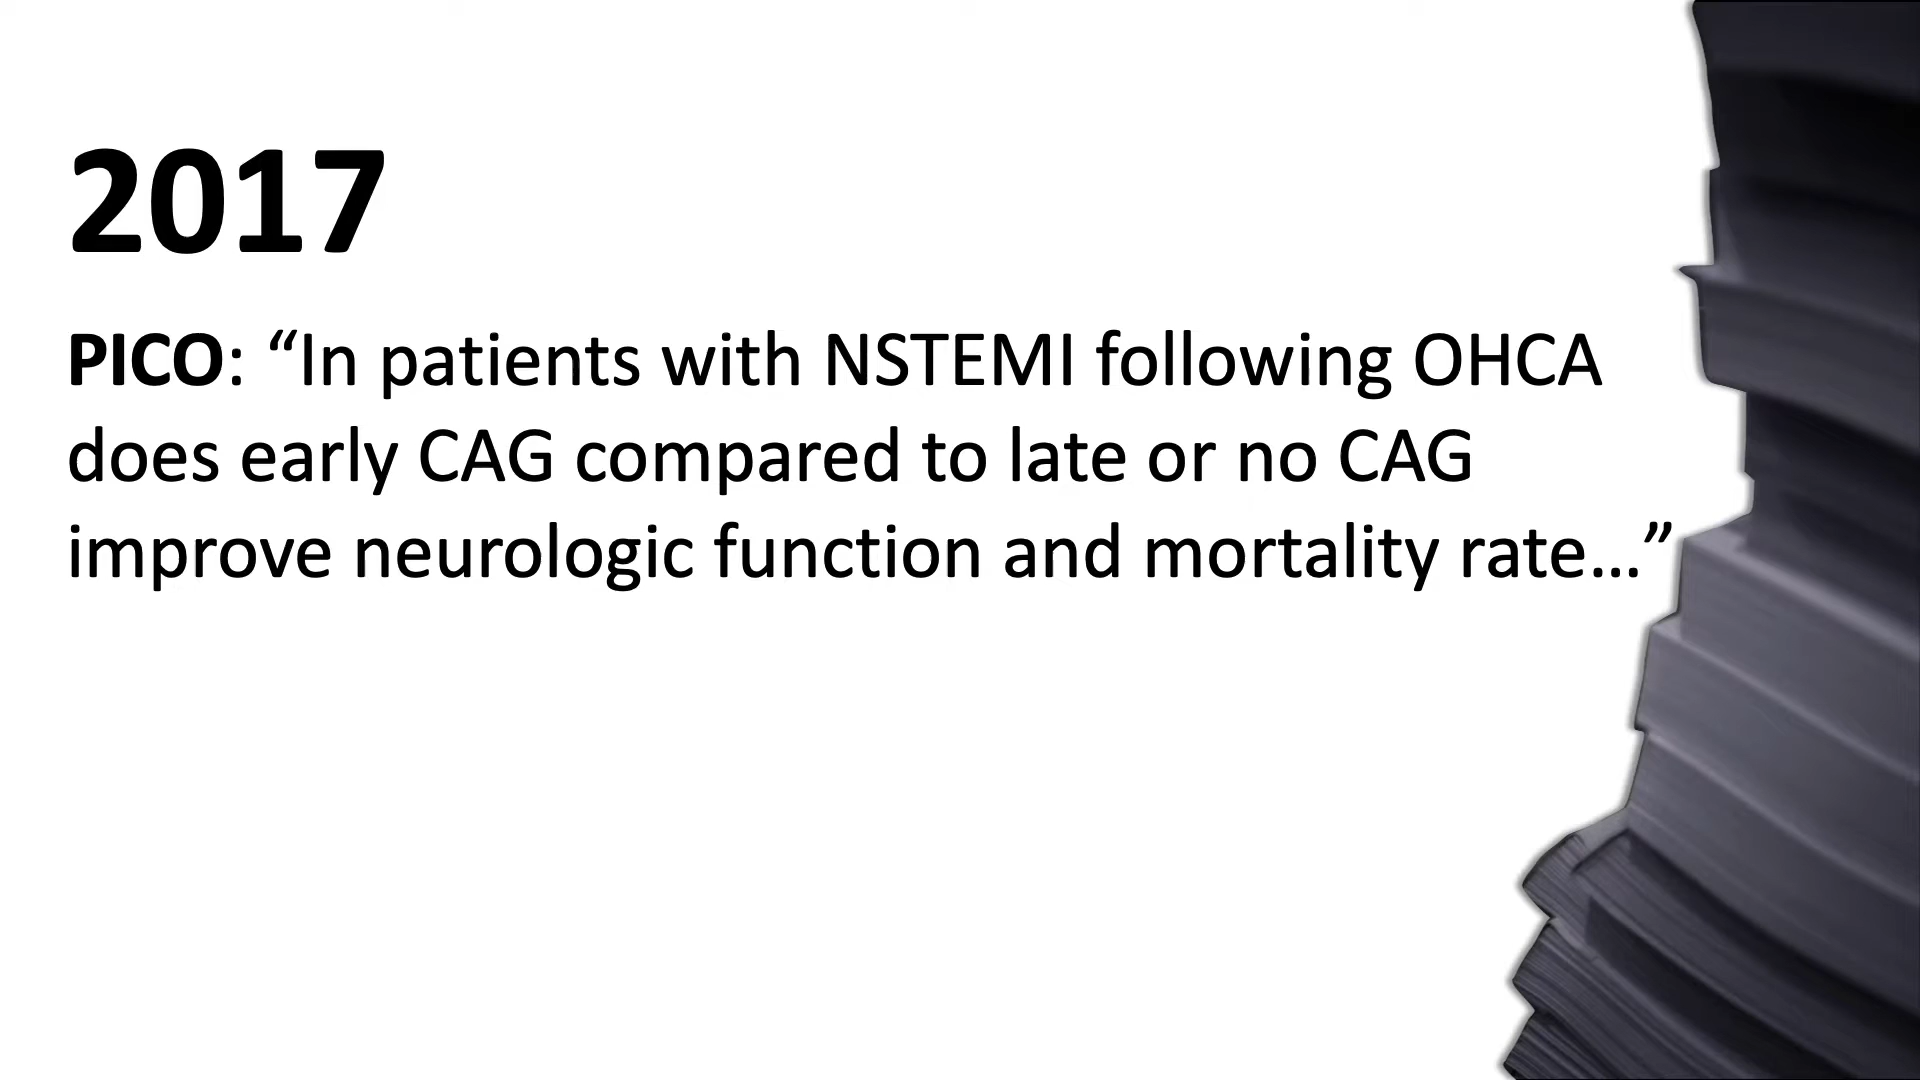 2017
PICO: “In patients with NSTEMI following OHCA
does early CAG compared to late or no CAG
improve neurologic function and mortality rate…”